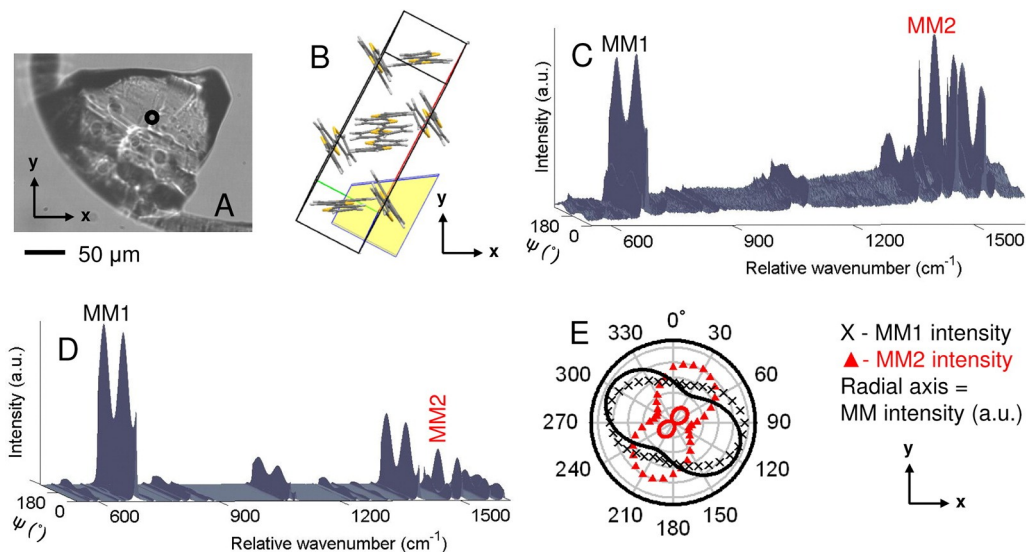 A
y
x
50 µm
B
y
x
C
MM1
MM2
Intensity (a.u.)
180
0
ψ (°)
600
900
1200
1500
Relative wavenumber (cm⁻¹)
D
MM1
MM2
Intensity (a.u.)
180
0
ψ (°)
600
900
1200
1500
Relative wavenumber (cm⁻¹)
E
0°
30
60
90
120
150
180
210
240
270
300
330
X - MM1 intensity
▲ - MM2 intensity
Radial axis =
MM intensity (a.u.)
y
x